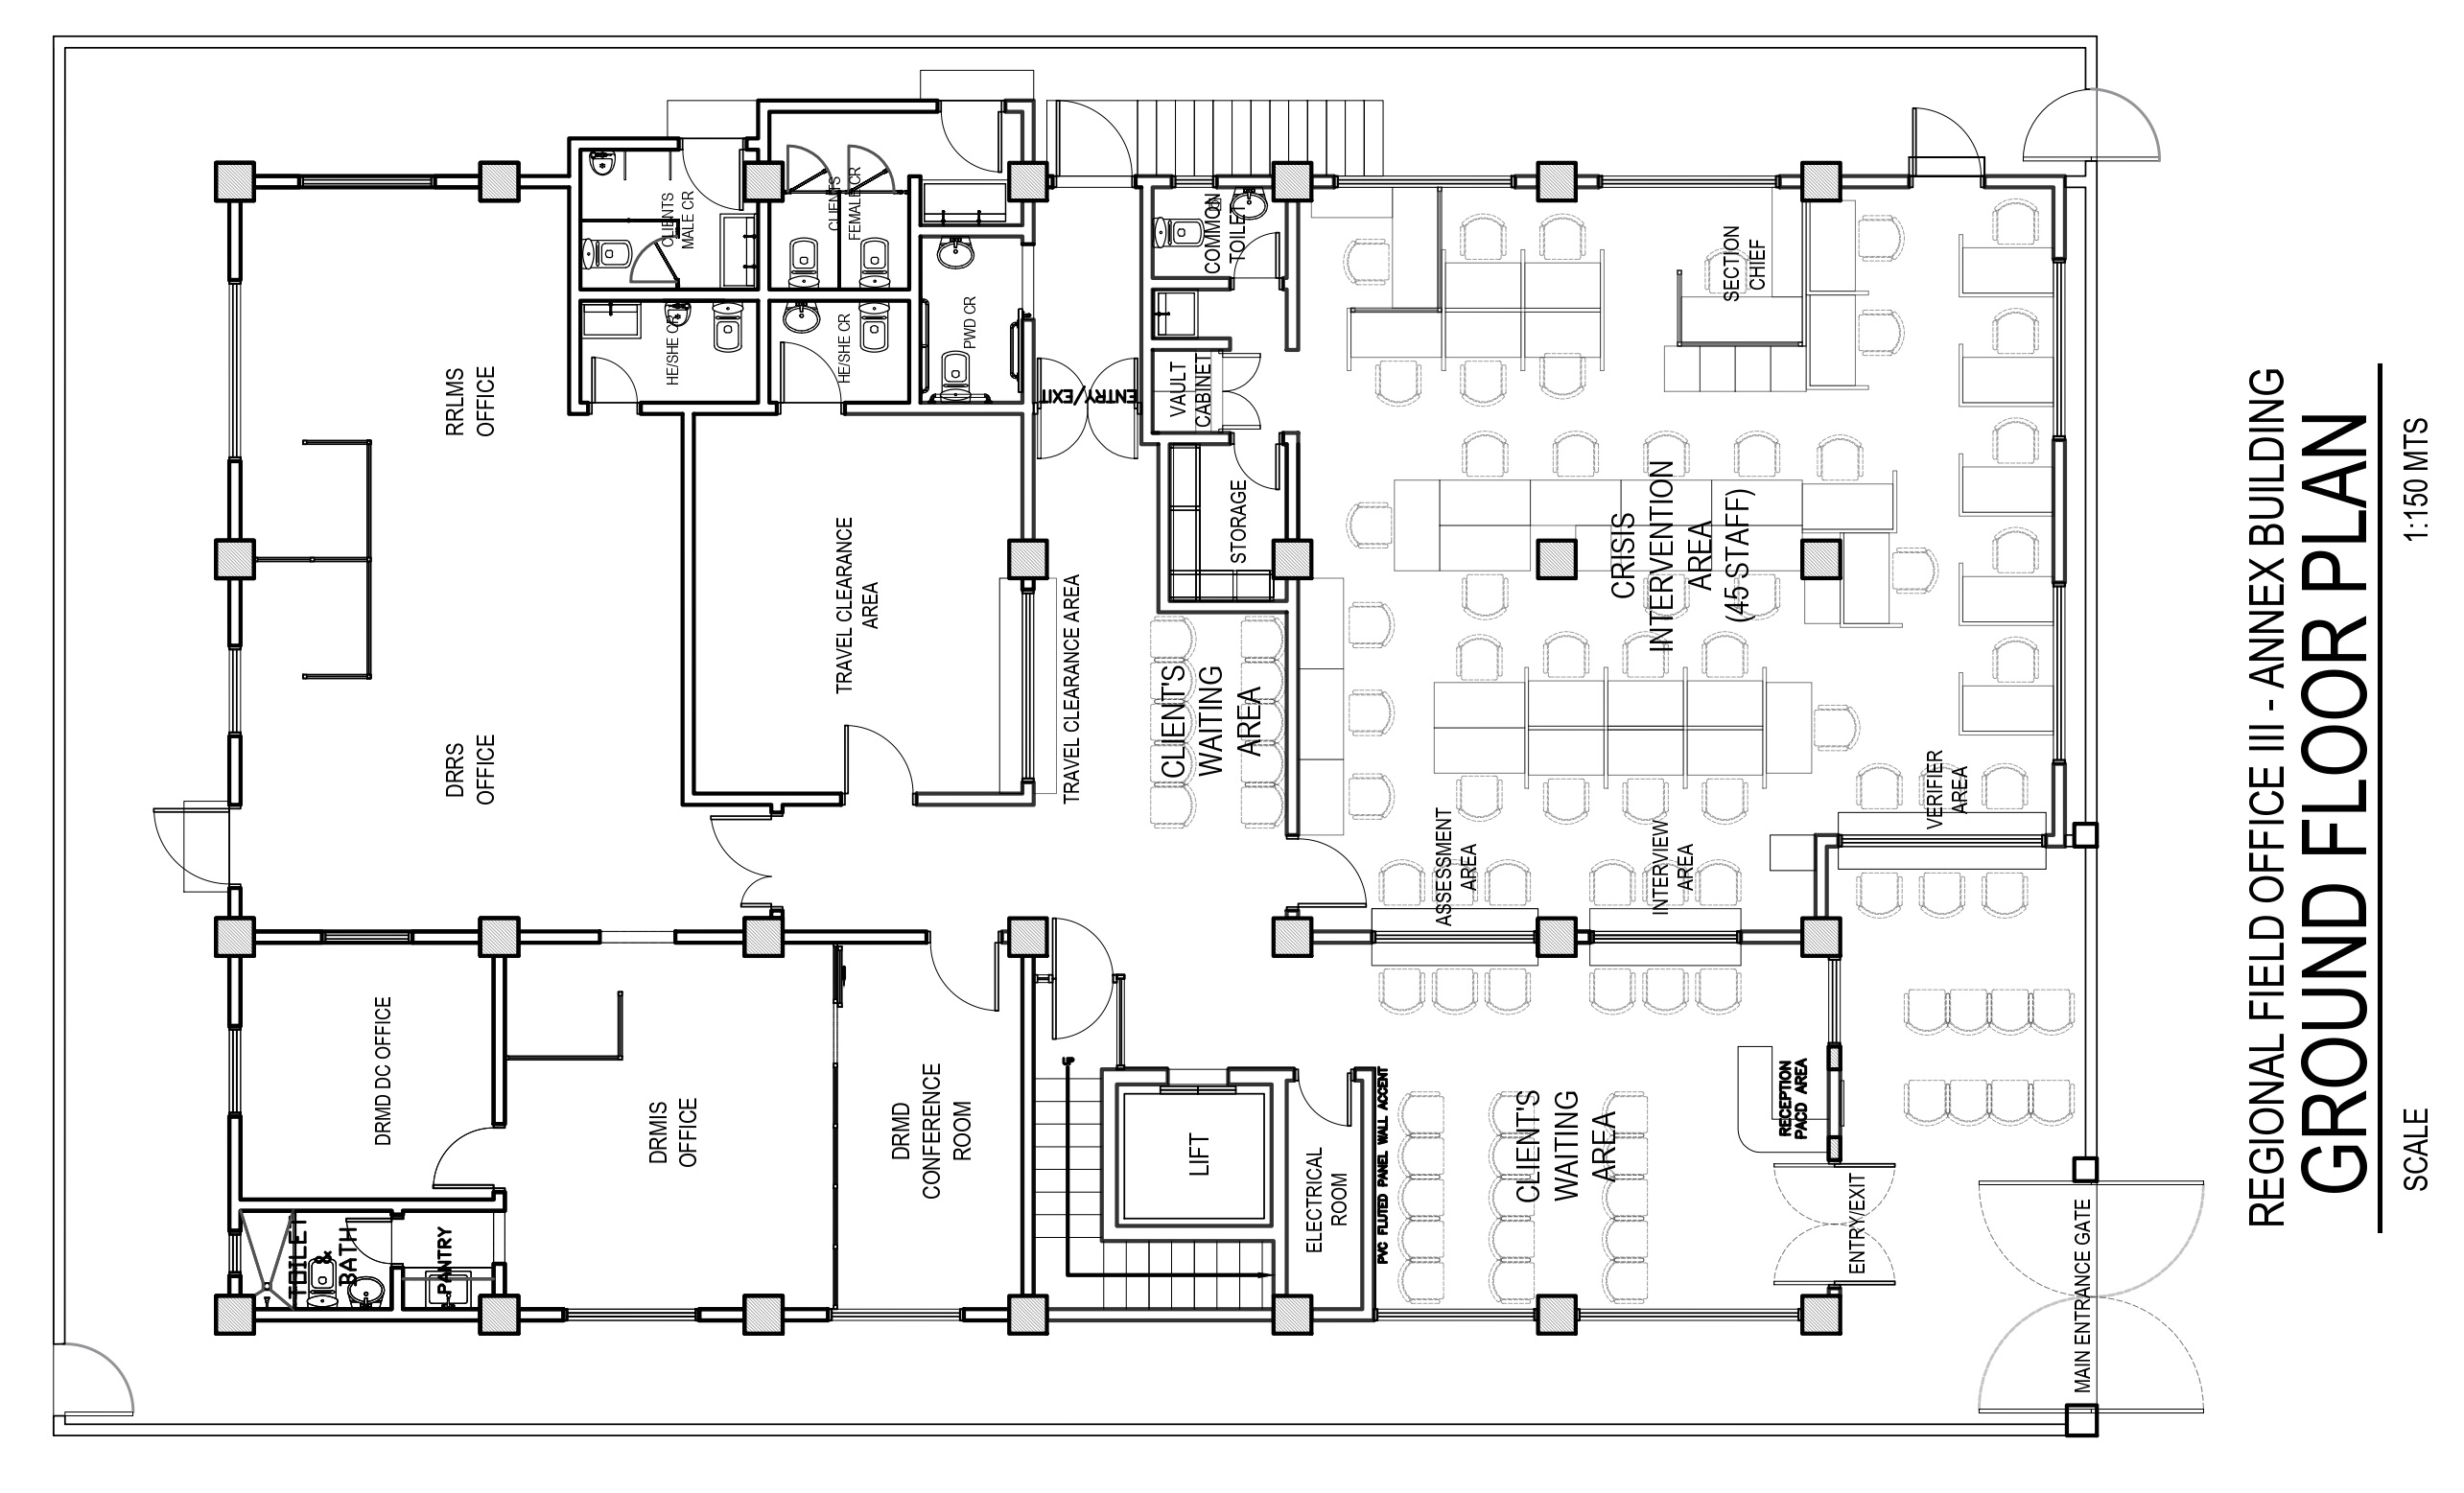 CLIENTS
MALE CR
CLIENTS
FEMALE CR
HE/SHE CR
HE/SHE CR
PWD CR
RRLMS
OFFICE
DRRS
OFFICE
TRAVEL CLEARANCE
AREA
TRAVEL CLEARANCE AREA
ENTRY/EXIT
COMMON
TOILET
VAULT
CABINET
STORAGE
CLIENT'S
WAITING
AREA
SECTION
CHIEF
CRISIS
INTERVENTION
AREA
(45 STAFF)
ASSESSMENT
AREA
INTERVIEW
AREA
VERIFIER
AREA
DRMD DC OFFICE
DRMIS
OFFICE
DRMD
CONFERENCE
ROOM
TOILET
&
BATH
PANTRY
LIFT
ELECTRICAL
ROOM
PVC FLUTED PANEL WALL ACCENT
CLIENT'S
WAITING
AREA
RECEPTION
PACD AREA
ENTRY/EXIT
MAIN ENTRANCE GATE
REGIONAL FIELD OFFICE III - ANNEX BUILDING
GROUND FLOOR PLAN
SCALE 1:150 MTS